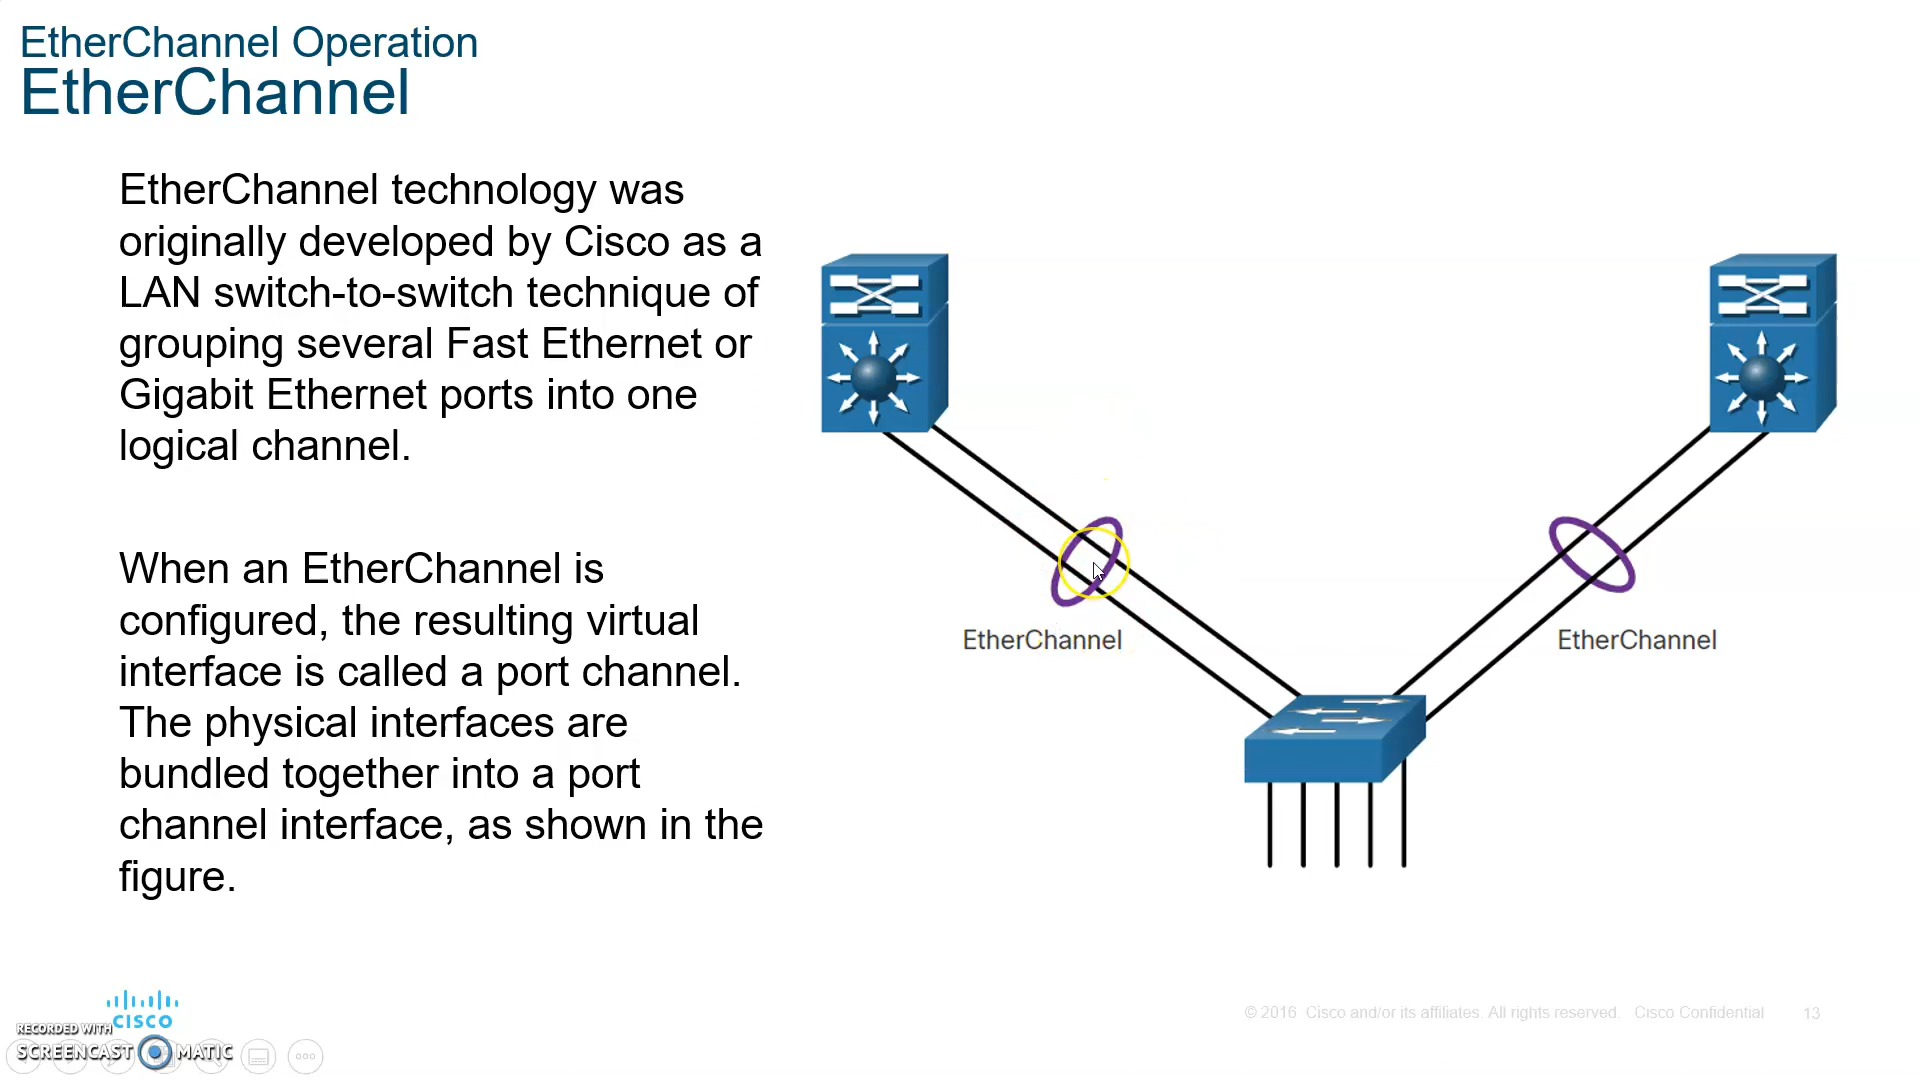 EtherChannel Operation
EtherChannel
EtherChannel technology was
originally developed by Cisco as a
LAN switch-to-switch technique of
grouping several Fast Ethernet or
Gigabit Ethernet ports into one
logical channel.
When an EtherChannel is
configured, the resulting virtual
interface is called a port channel.
The physical interfaces are
bundled together into a port
channel interface, as shown in the
figure.
EtherChannel
EtherChannel
CISCO
RECORDED WITH
SCREENCAST MATIC
© 2016 Cisco and/or its affiliates. All rights reserved. Cisco Confidential
13